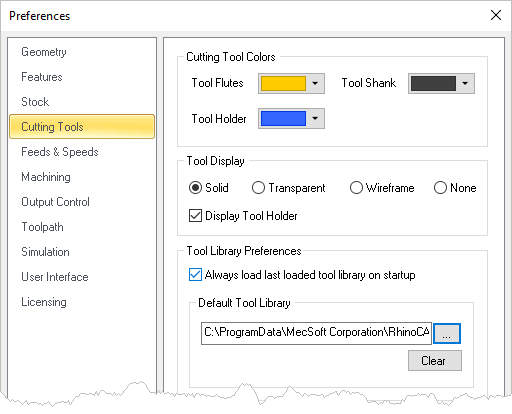 Preferences
Geometry
Features
Stock
Cutting Tools
Feeds & Speeds
Machining
Output Control
Toolpath
Simulation
User Interface
Licensing
Cutting Tool Colors
Tool Flutes
Tool Shank
Tool Holder
Tool Display
Solid
Transparent
Wireframe
None
Display Tool Holder
Tool Library Preferences
Always load last loaded tool library on startup
Default Tool Library
C:\ProgramData\MecSoft Corporation\RhinoCA
...
Clear